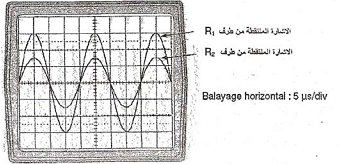 R₁ الاشارة الملتقطة من طرف
R₂ الاشارة الملتقطة من طرف
Balayage horizontal : 5 µs/div